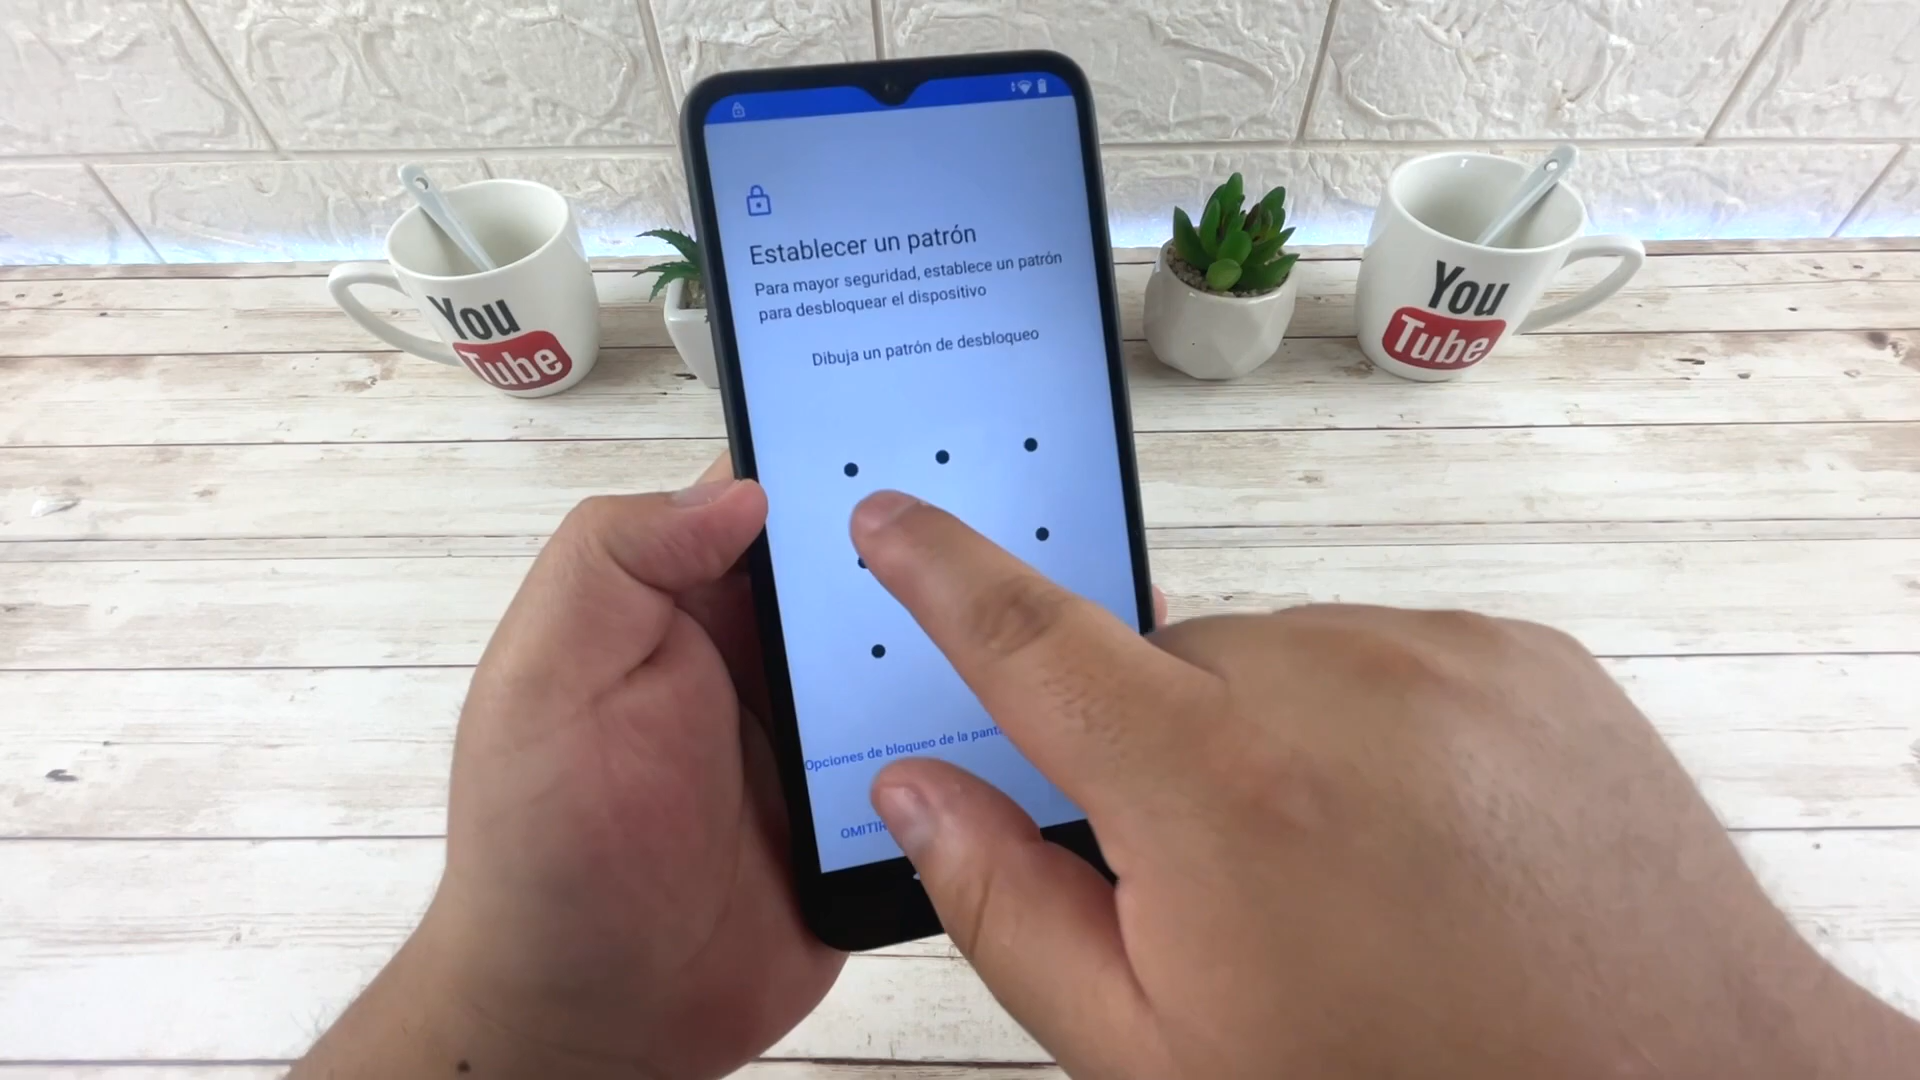 Establecer un patrón
Para mayor seguridad, establece un patrón
para desbloquear el dispositivo
Dibuja un patrón de desbloqueo
Opciones de bloqueo de la
OMITIR
You
Tube
You
Tube